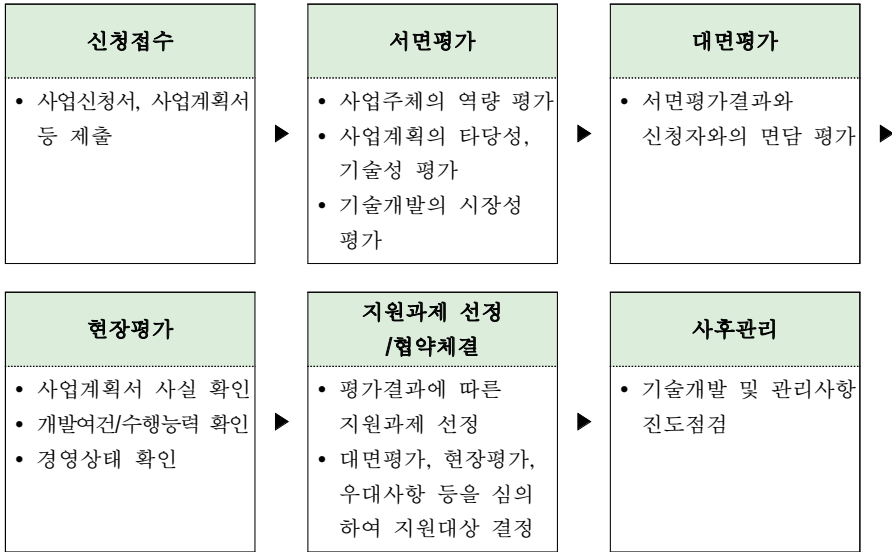 신청접수
• 사업신청서, 사업계획서
등 제출
▶
서면평가
• 사업주체의 역량 평가
• 사업계획의 타당성,
기술성 평가
• 기술개발의 시장성
평가
▶
대면평가
• 서면평가결과와
신청자와의 면담 평가
▶
현장평가
• 사업계획서 사실 확인
• 개발여건/수행능력 확인
• 경영상태 확인
▶
지원과제 선정
/협약체결
• 평가결과에 따른
지원과제 선정
• 대면평가, 현장평가,
우대사항 등을 심의
하여 지원대상 결정
▶
사후관리
• 기술개발 및 관리사항
진도점검